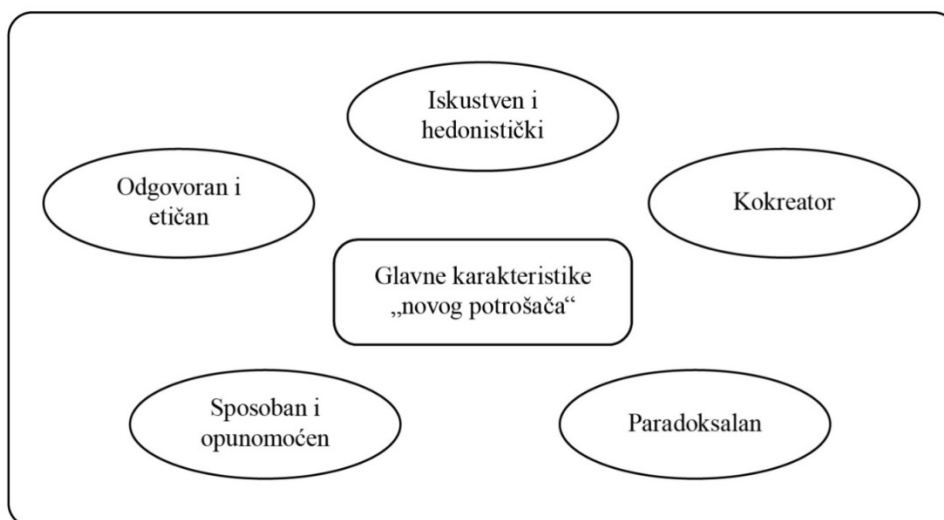 Iskustven i
hedonistički
Odgovoran i
etičan
Kokreator
Glavne karakteristike
„novog potrošača“
Sposoban i
opunomoćen
Paradoksalan